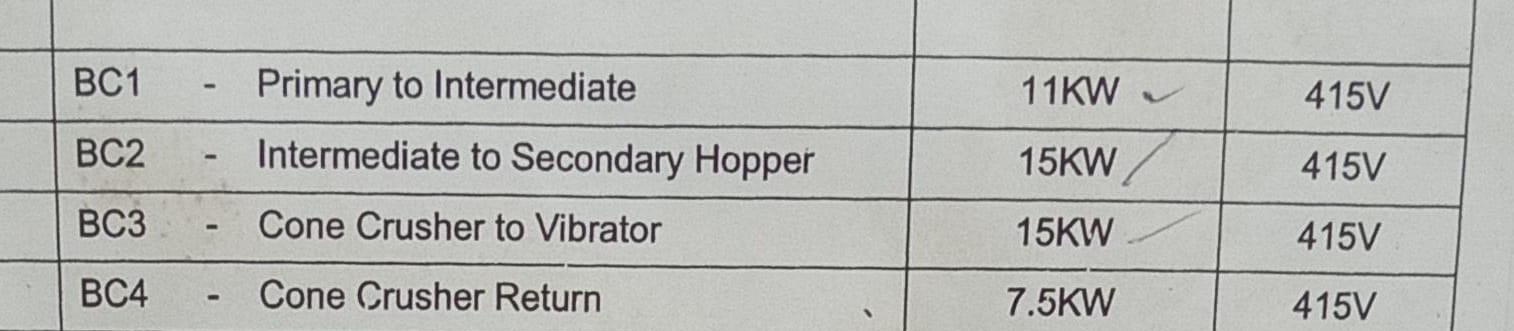 BC1 - Primary to Intermediate 11KW 415V
BC2 - Intermediate to Secondary Hopper 15KW 415V
BC3 - Cone Crusher to Vibrator 15KW 415V
BC4 - Cone Crusher Return 7.5KW 415V